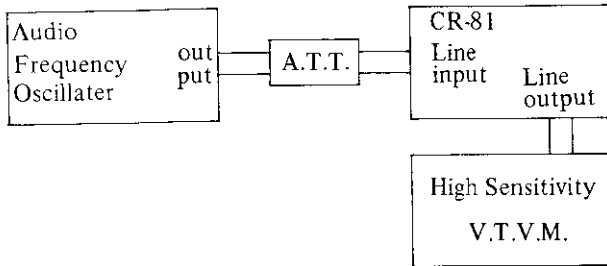 Audio
Frequency
Oscillater
out
put
A.T.T.
CR-81
Line
input
Line
output
High Sensitivity
V.T.V.M.